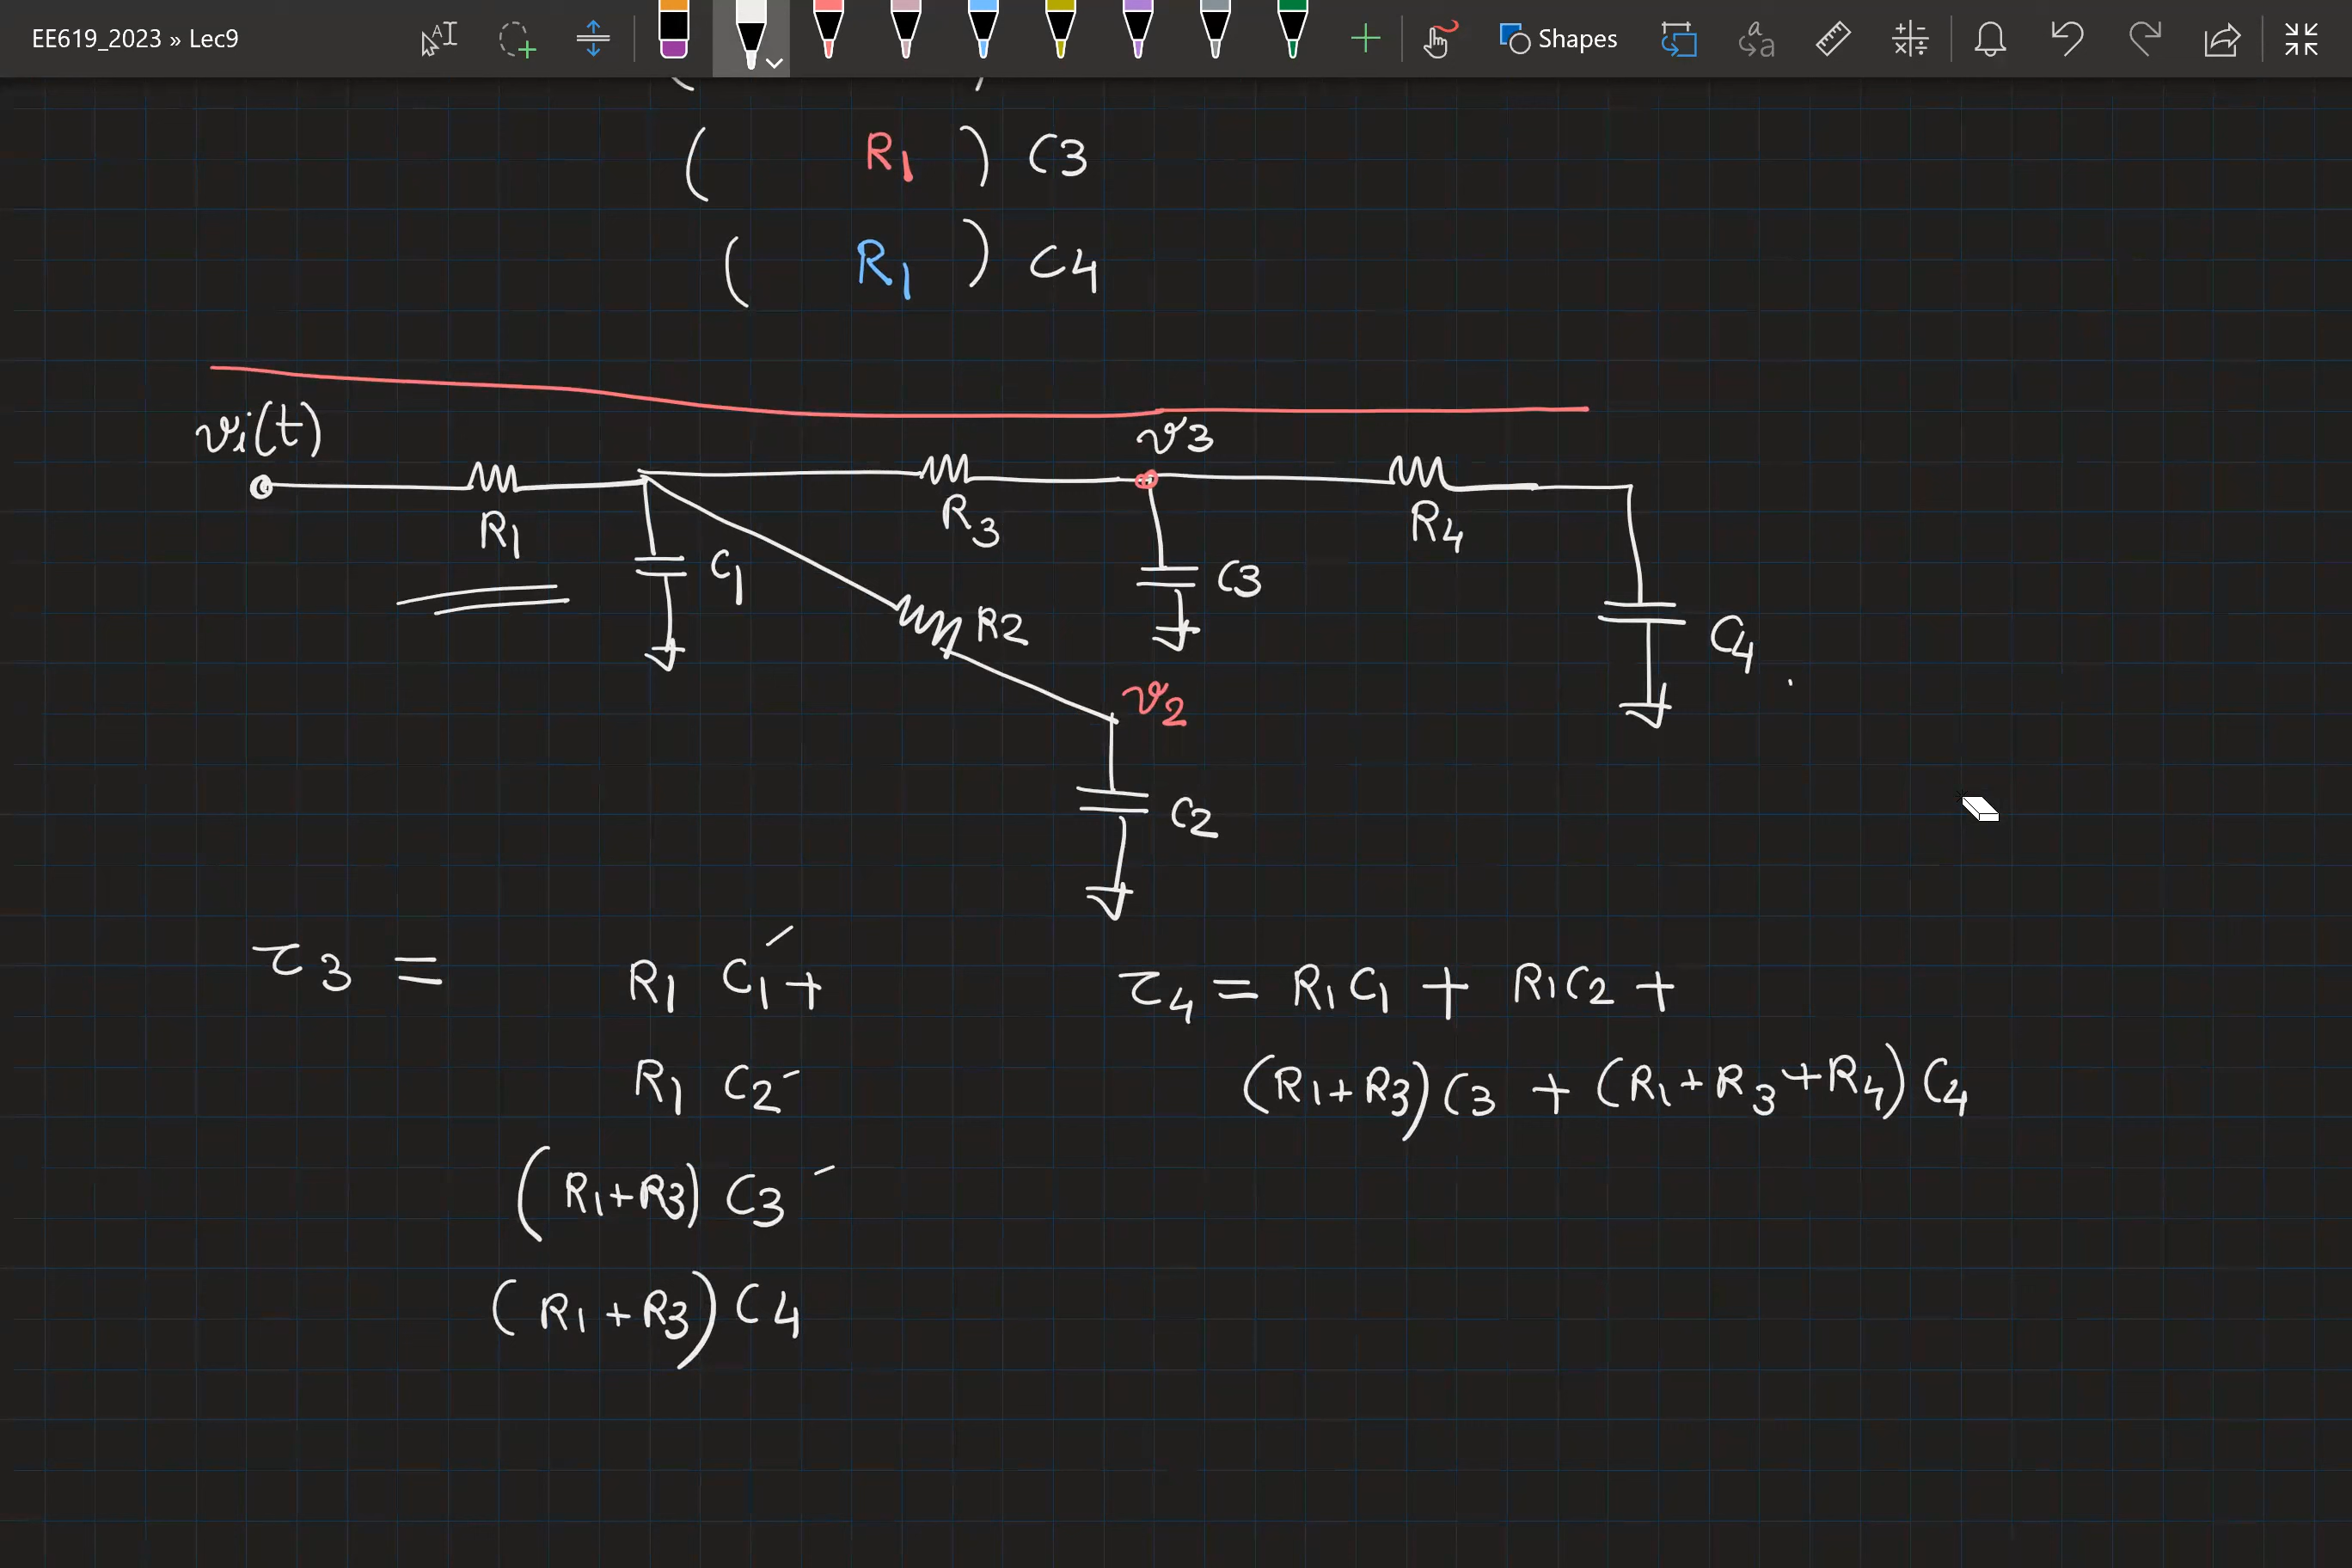 EE619_2023 » Lec9
Shapes
( R1 ) C3
( R1 ) C4
vi(t)
v3
R1
C1
R3
C3
R4
C4
R2
v2
C2
τ3 = R1 C1 +
R1 C2
(R1+R3) C3
(R1+R3) C4
τ4 = R1C1 + R1C2 +
(R1+R3)C3 + (R1+R3+R4)C4